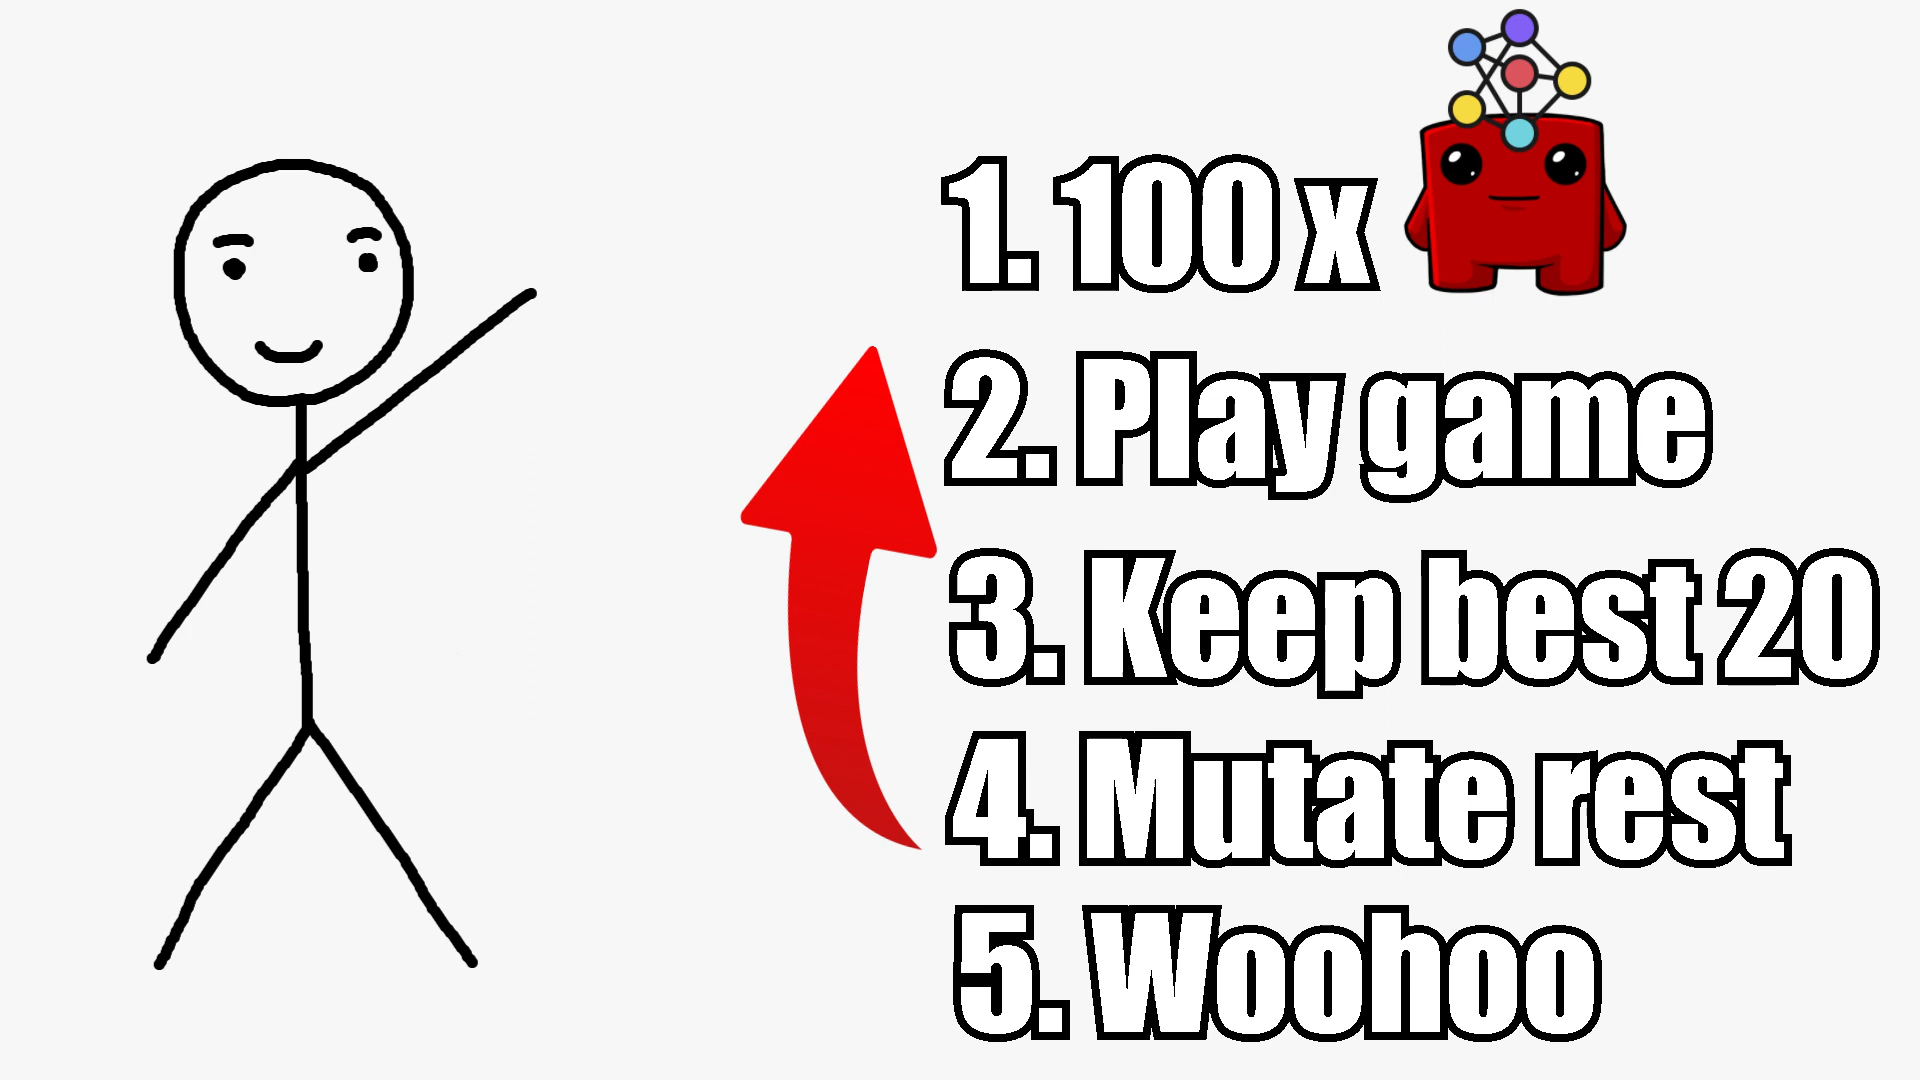 1. 100 x
2. Play game
3. Keep best 20
4. Mutate rest
5. Woohoo